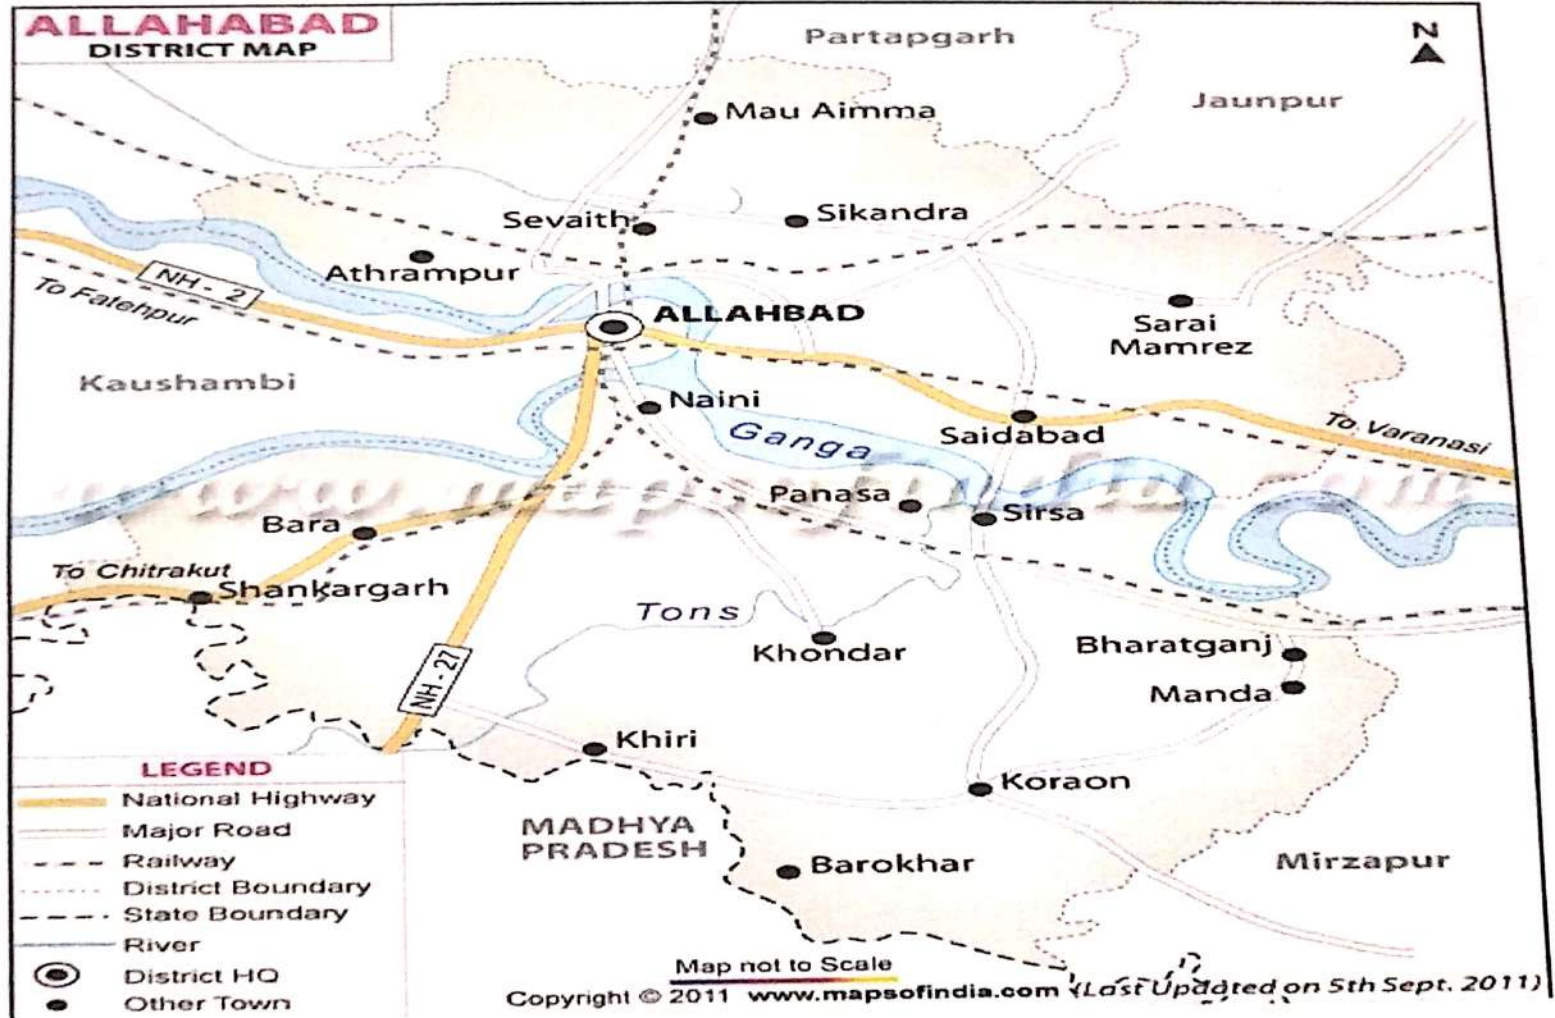 ALLAHABAD
DISTRICT MAP
N
Partapgarh
Jaunpur
Mau Aimma
Sevaith
Sikandra
Athrampur
NH - 2
To Fatehpur
ALLAHBAD
Sarai
Mamrez
Kaushambi
Naini
Ganga
Saidabad
To Varanasi
www.mapsofindia.com
Panasa
Sirsa
Bara
To Chitrakut
Shankargarh
Tons
Khondar
Bharatganj
Manda
NH - 27
Khiri
Koraon
MADHYA
PRADESH
Barokhar
Mirzapur
LEGEND
National Highway
Major Road
Railway
District Boundary
State Boundary
River
District HQ
Other Town
Map not to Scale
Copyright © 2011 www.mapsofindia.com (Last Updated on 5th Sept. 2011)